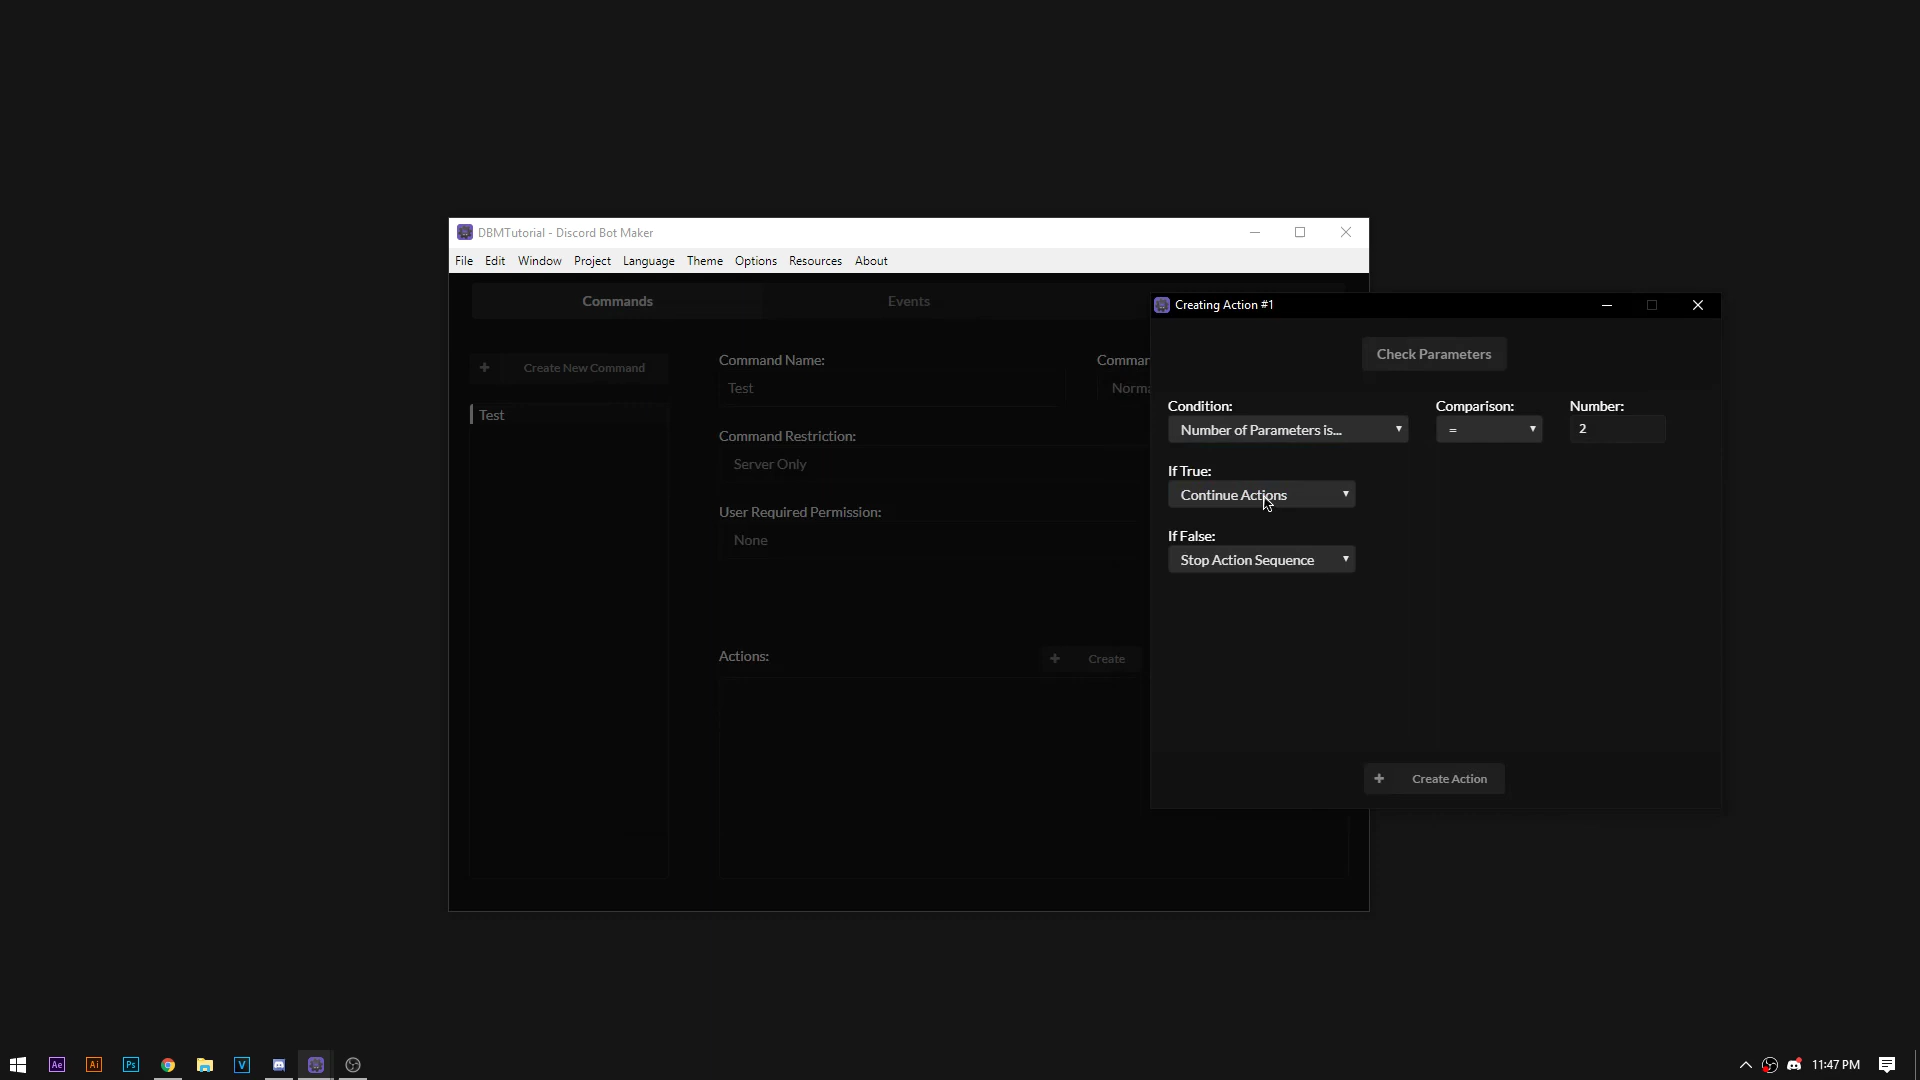 DBMTutorial - Discord Bot Maker
File Edit Window Project Language Theme Options Resources About
Commands
Events
+ Create New Command
Test
Command Name:
Test
Command Restriction:
Server Only
User Required Permission:
None
Actions:
+ Create
Creating Action #1
Check Parameters
Condition:
Number of Parameters is...
Comparison:
=
Number:
2
If True:
Continue Actions
If False:
Stop Action Sequence
+ Create Action
Ae
Ai
Ps
V
11:47 PM